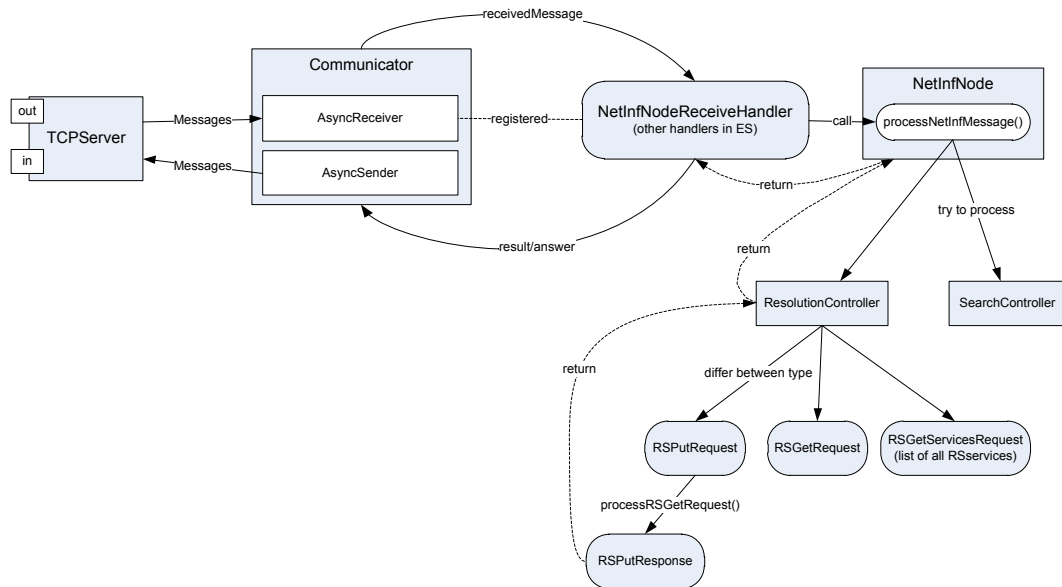 receivedMessage
Communicator
NetInfNode
out
TCPServer
in
Messages
Messages
AsyncReceiver
AsyncSender
registered
NetInfNodeReceiveHandler
(other handlers in ES)
call
processNetInfMessage()
return
try to process
result/answer
return
ResolutionController
SearchController
return
differ between type
RSPutRequest
RSGetRequest
RSGetServicesRequest
(list of all RSservices)
processRSGetRequest()
RSPutResponse